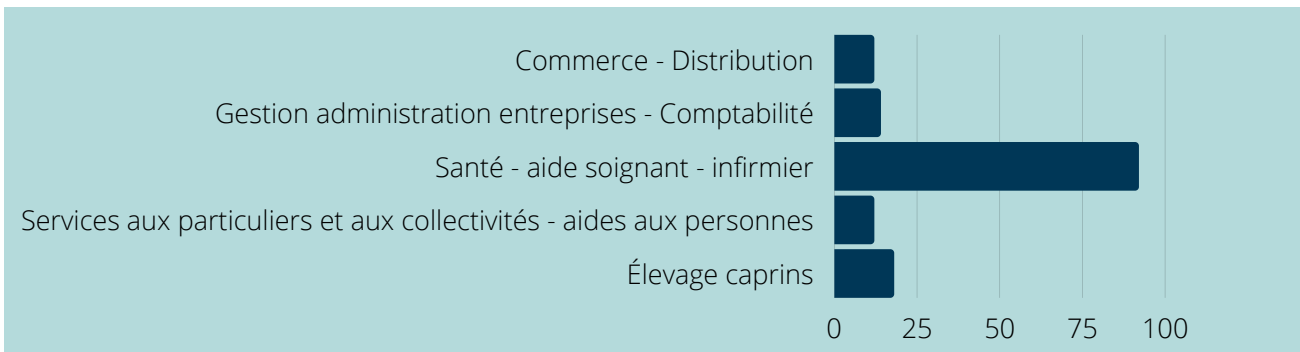 Commerce - Distribution
Gestion administration entreprises - Comptabilité
Santé - aide soignant - infirmier
Services aux particuliers et aux collectivités - aides aux personnes
Élevage caprins
0 25 50 75 100